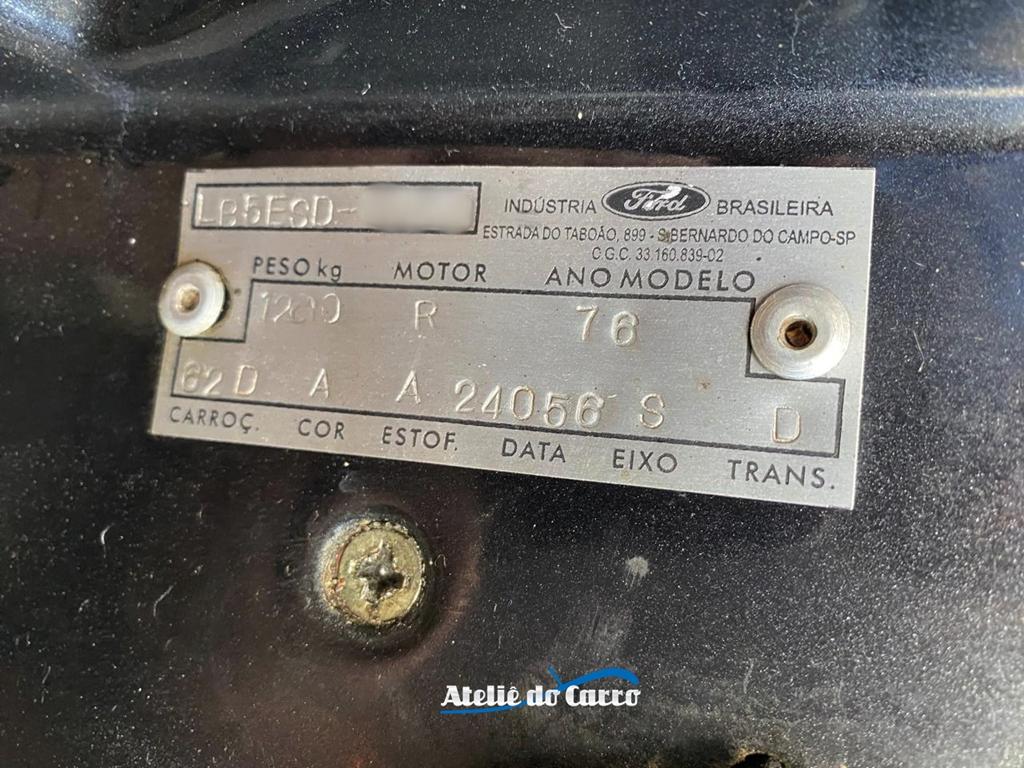 LB5ESD-
INDÚSTRIA Ford BRASILEIRA
ESTRADA DO TABOÃO, 899 - S.BERNARDO DO CAMPO-SP
C.G.C. 33.160.839-02
PESO kg MOTOR ANO MODELO
1200 R 76
62D A A 24056 S D
CARROÇ. COR ESTOF. DATA EIXO TRANS.
Ateliê do Carro